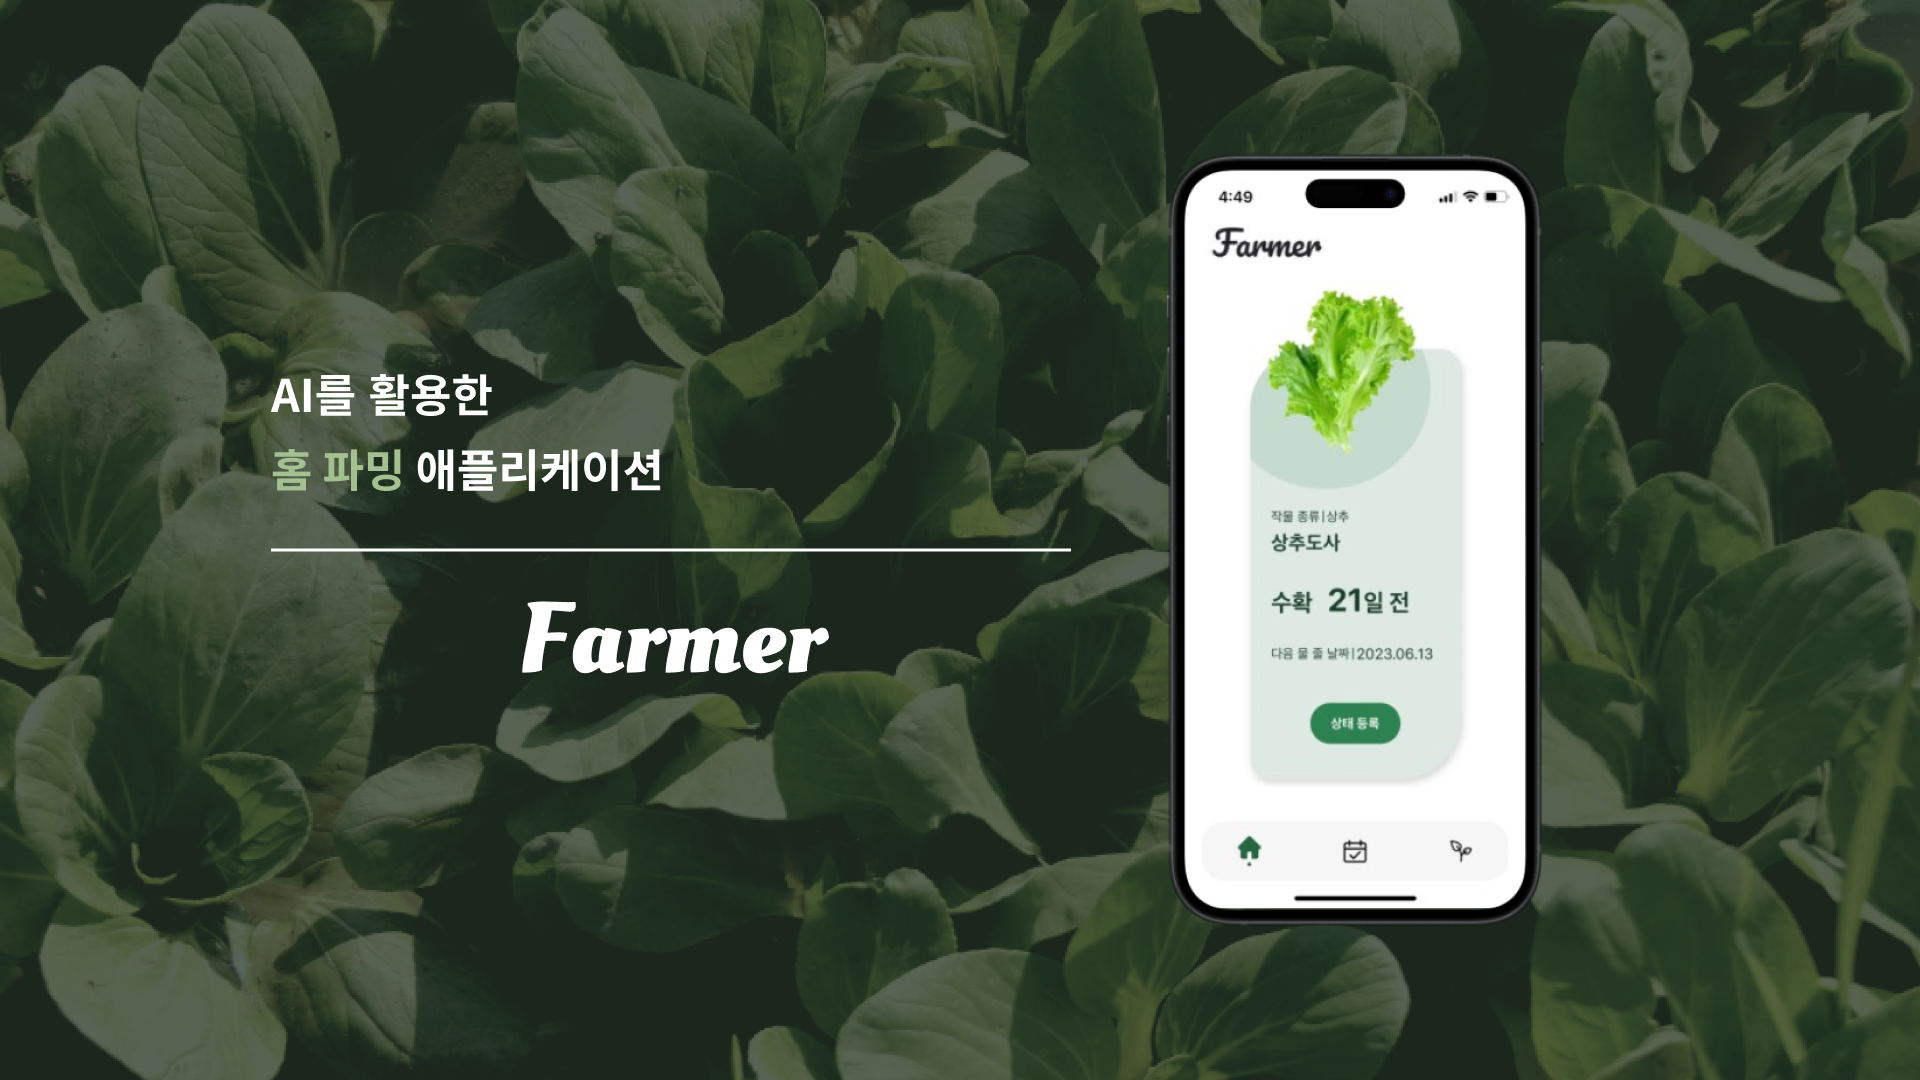 AI를 활용한
홈 파밍 애플리케이션
Farmer
4:49
Farmer
작물 종류|상추
상추도사
수확 21일 전
다음 물 줄 날짜|2023.06.13
상태 등록